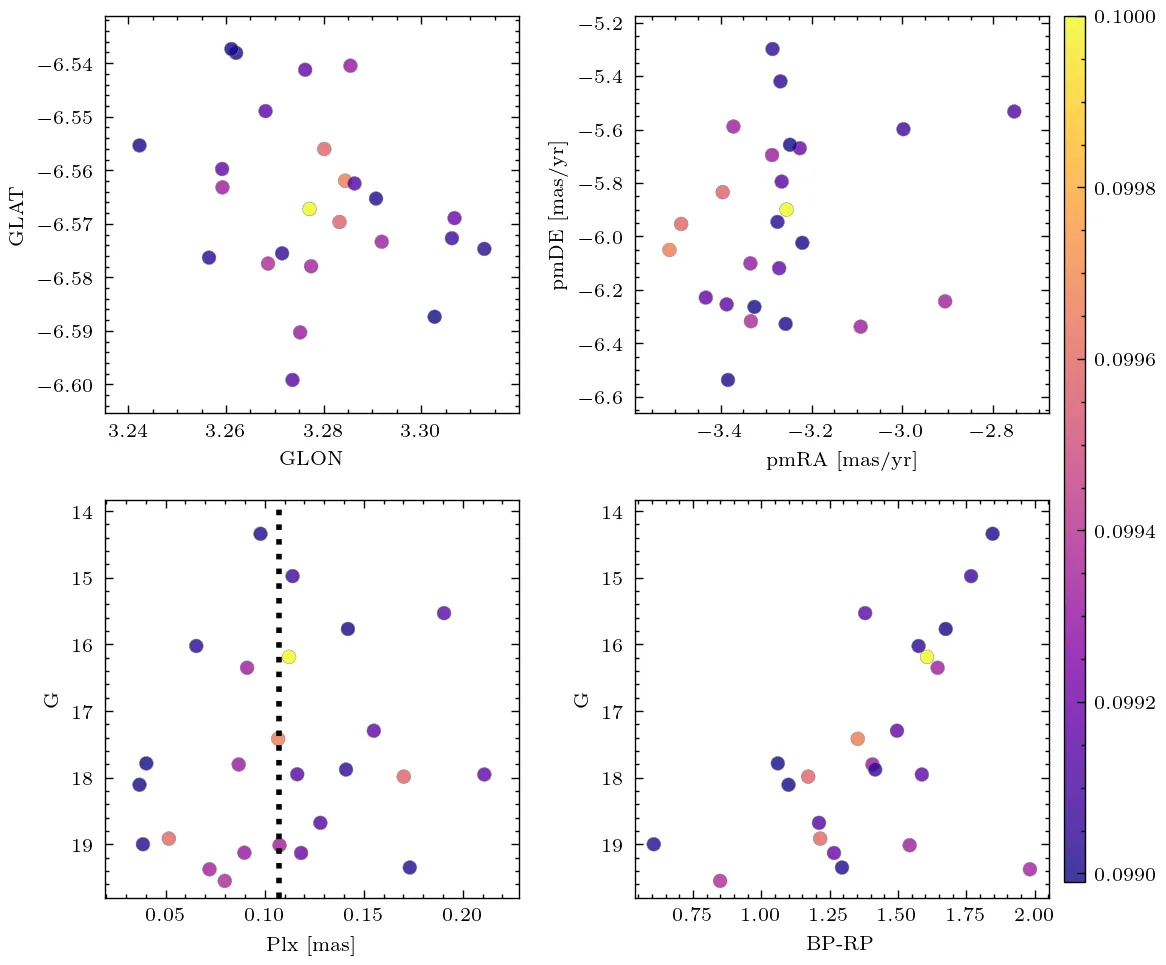 −6.54
−6.55
−6.56
−6.57
−6.58
−6.59
−6.60
GLAT
3.24 3.26 3.28 3.30
GLON
−5.2
−5.4
−5.6
−5.8
−6.0
−6.2
−6.4
−6.6
pmDE [mas/yr]
−3.4 −3.2 −3.0 −2.8
pmRA [mas/yr]
14
15
16
17
18
19
G
0.05 0.10 0.15 0.20
Plx [mas]
14
15
16
17
18
19
G
0.75 1.00 1.25 1.50 1.75 2.00
BP-RP
0.1000
0.0998
0.0996
0.0994
0.0992
0.0990